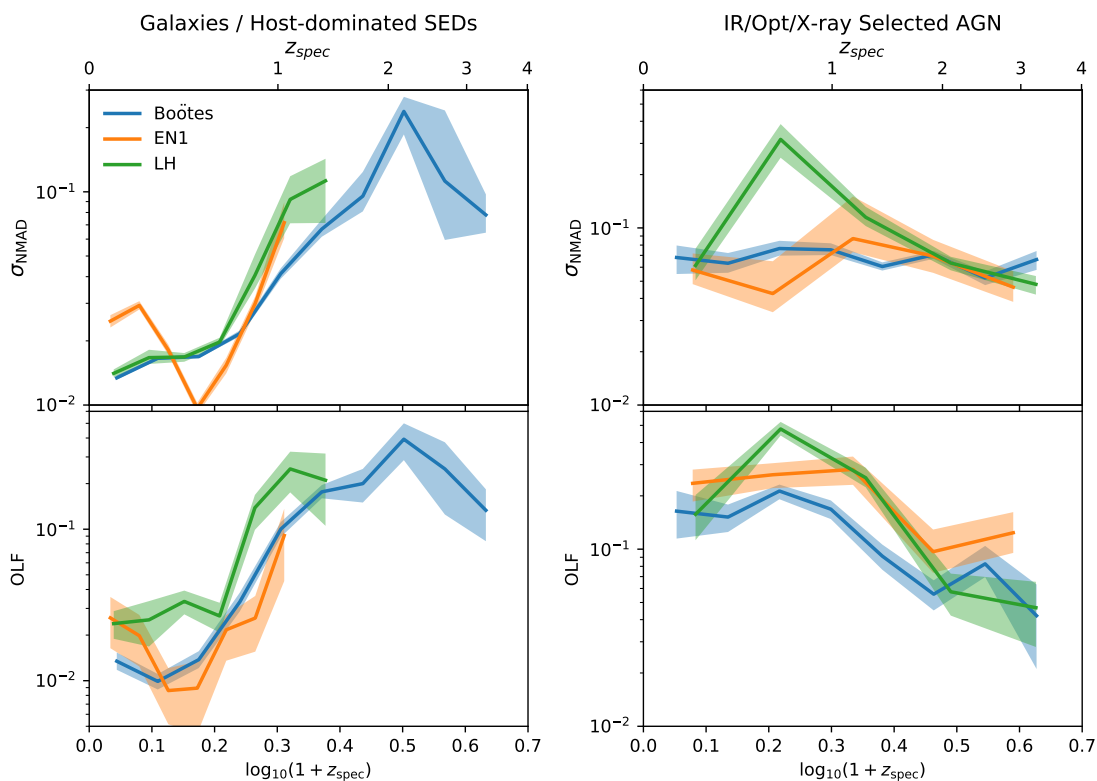 Galaxies / Host-dominated SEDs
z_spec
0 1 2 3 4
Boötes
EN1
LH
10⁻¹
10⁻²
σ_NMAD
IR/Opt/X-ray Selected AGN
z_spec
0 1 2 3 4
10⁻¹
10⁻²
σ_NMAD
10⁻¹
10⁻²
OLF
0.0 0.1 0.2 0.3 0.4 0.5 0.6 0.7
log₁₀(1 + z_spec)
10⁻¹
10⁻²
OLF
0.0 0.1 0.2 0.3 0.4 0.5 0.6 0.7
log₁₀(1 + z_spec)